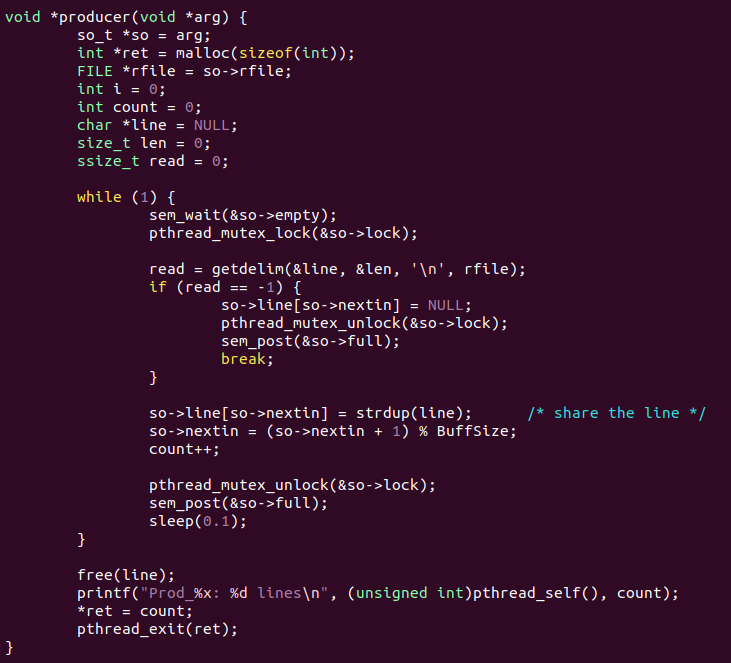 void *producer(void *arg) {
        so_t *so = arg;
        int *ret = malloc(sizeof(int));
        FILE *rfile = so->rfile;
        int i = 0;
        int count = 0;
        char *line = NULL;
        size_t len = 0;
        ssize_t read = 0;

        while (1) {
                sem_wait(&so->empty);
                pthread_mutex_lock(&so->lock);

                read = getdelim(&line, &len, '\n', rfile);
                if (read == -1) {
                        so->line[so->nextin] = NULL;
                        pthread_mutex_unlock(&so->lock);
                        sem_post(&so->full);
                        break;
                }

                so->line[so->nextin] = strdup(line);      /* share the line */
                so->nextin = (so->nextin + 1) % BuffSize;
                count++;

                pthread_mutex_unlock(&so->lock);
                sem_post(&so->full);
                sleep(0.1);
        }

        free(line);
        printf("Prod_%x: %d lines\n", (unsigned int)pthread_self(), count);
        *ret = count;
        pthread_exit(ret);
}